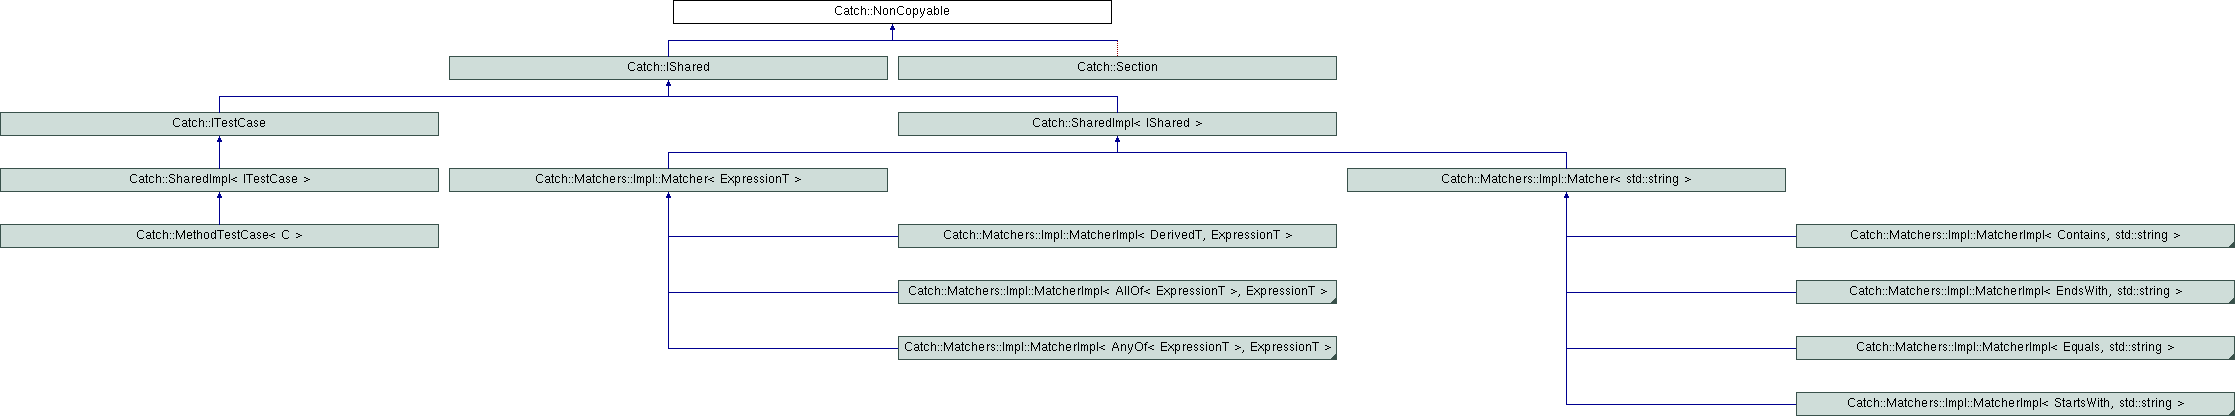 Catch::NonCopyable
Catch::IShared
Catch::Section
Catch::ITestCase
Catch::SharedImpl< IShared >
Catch::SharedImpl< ITestCase >
Catch::Matchers::Impl::Matcher< ExpressionT >
Catch::Matchers::Impl::Matcher< std::string >
Catch::MethodTestCase< C >
Catch::Matchers::Impl::MatcherImpl< DerivedT, ExpressionT >
Catch::Matchers::Impl::MatcherImpl< Contains, std::string >
Catch::Matchers::Impl::MatcherImpl< AllOf< ExpressionT >, ExpressionT >
Catch::Matchers::Impl::MatcherImpl< EndsWith, std::string >
Catch::Matchers::Impl::MatcherImpl< AnyOf< ExpressionT >, ExpressionT >
Catch::Matchers::Impl::MatcherImpl< Equals, std::string >
Catch::Matchers::Impl::MatcherImpl< StartsWith, std::string >